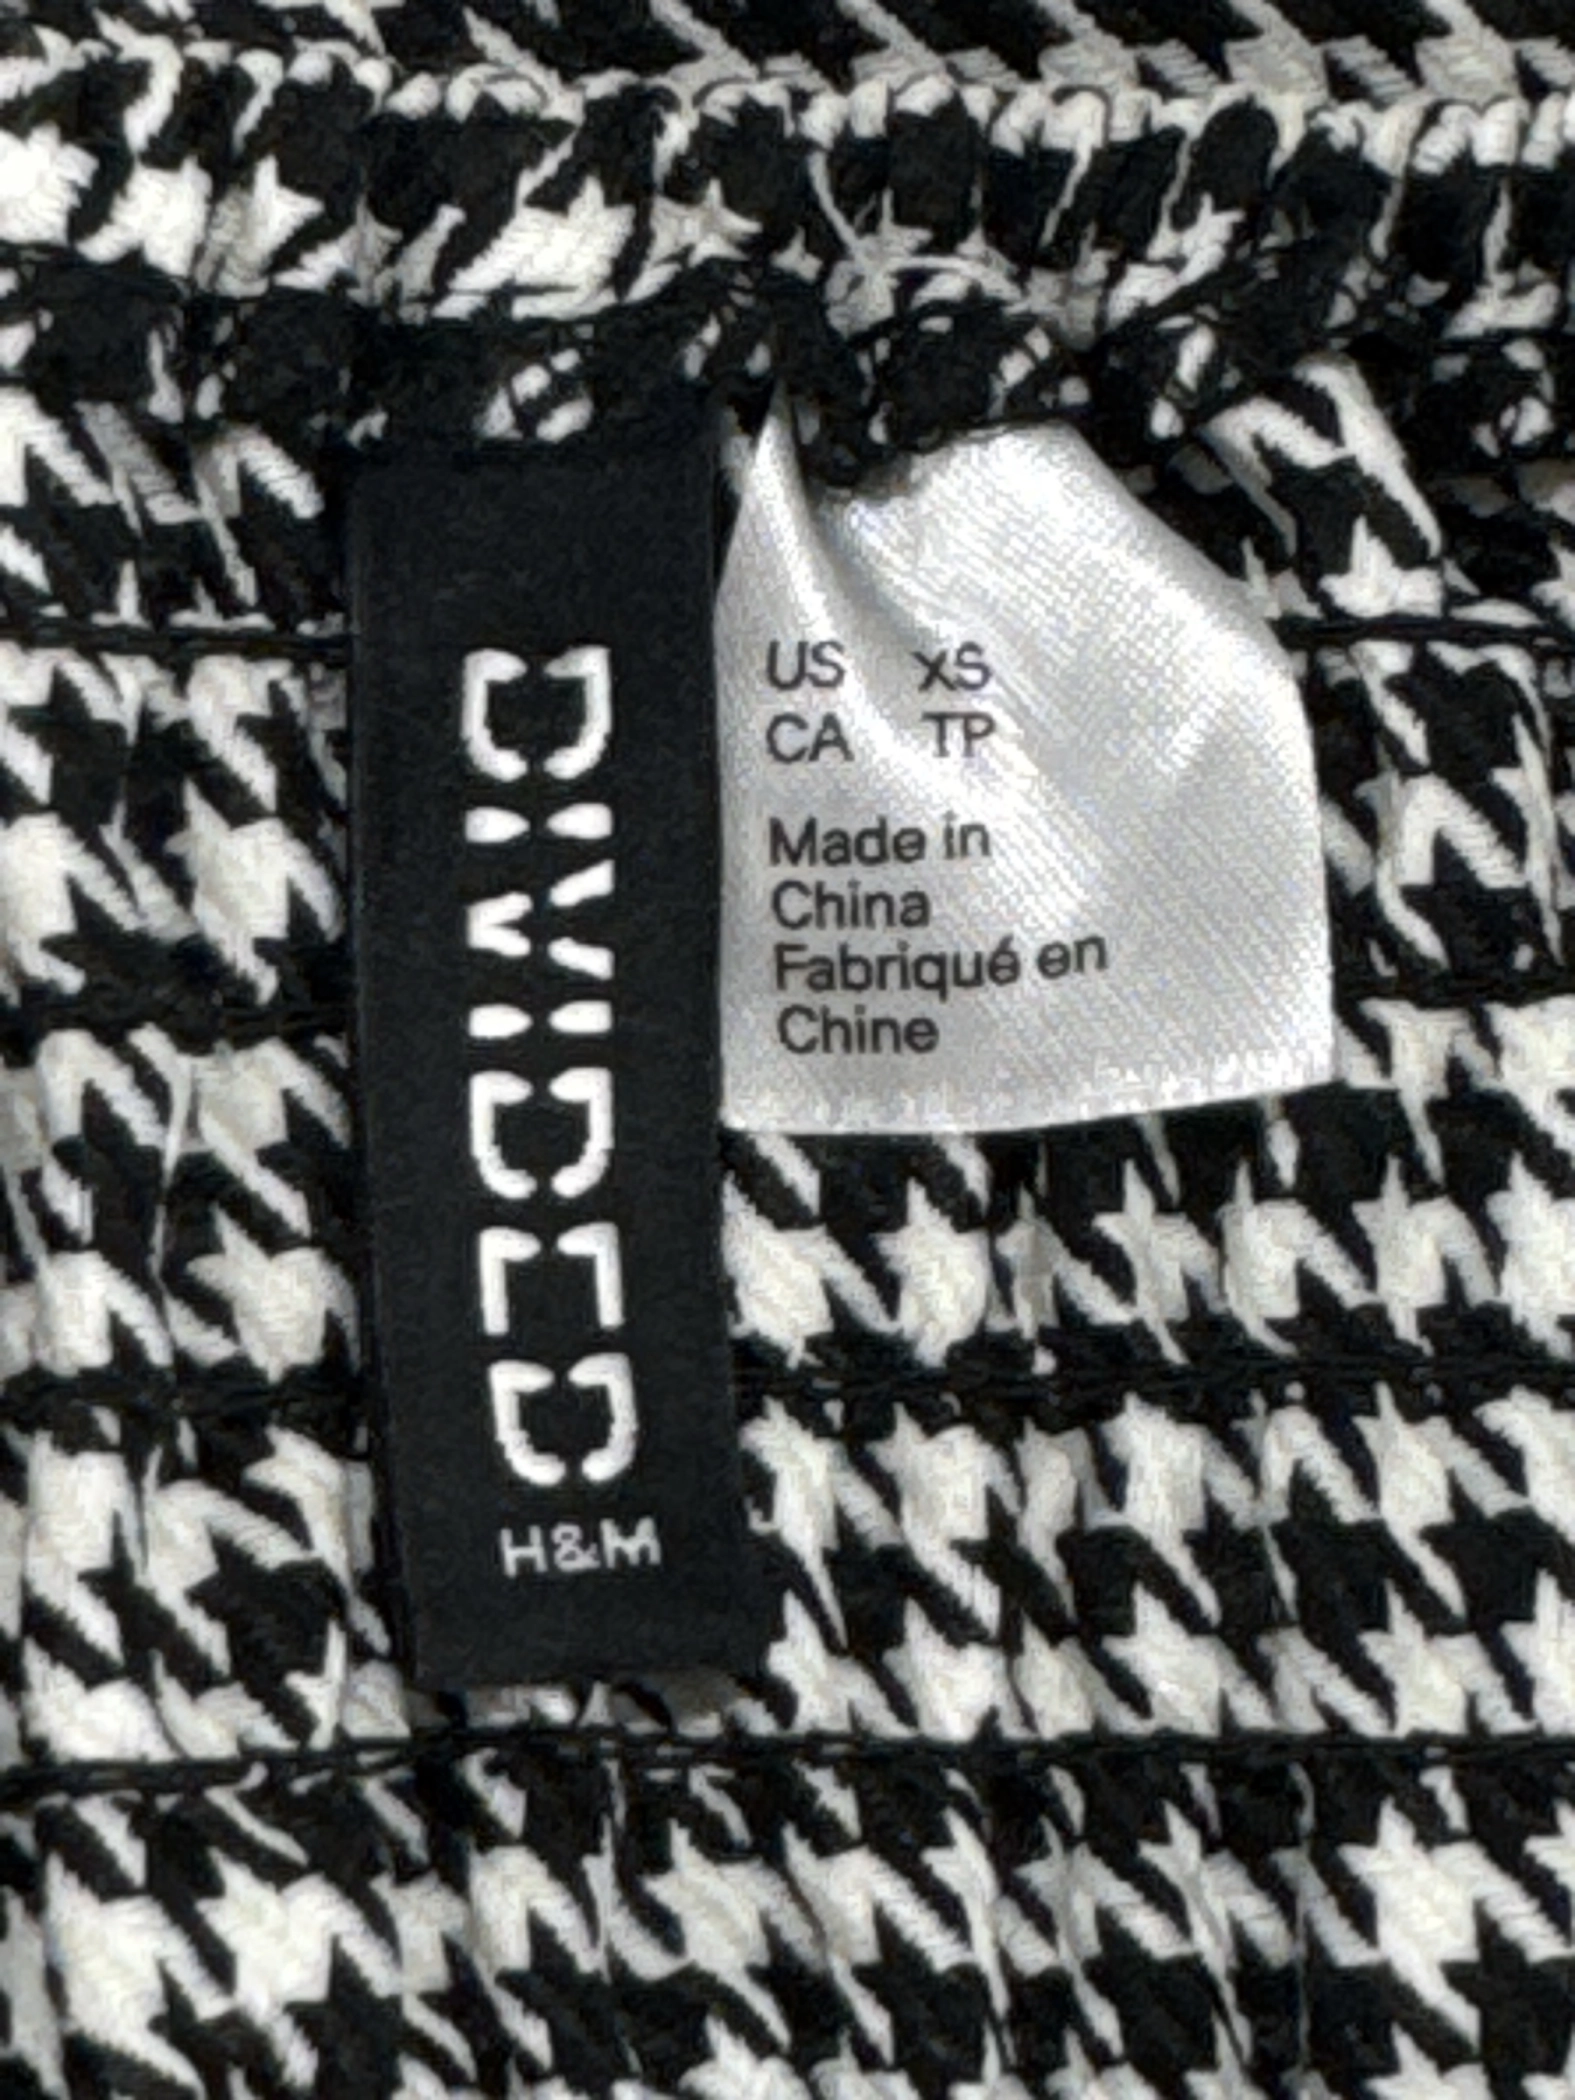 DIVIDED
H&M
US XS
CA TP
Made in
China
Fabriqué en
Chine